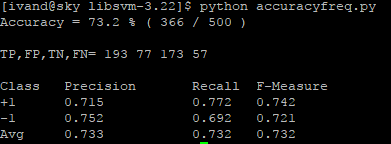 [ivand@sky libsvm-3.22]$ python accuracyfreq.py
Accuracy = 73.2 % ( 366 / 500 )
TP,FP,TN,FN= 193 77 173 57
Class Precision Recall F-Measure
+1 0.715 0.772 0.742
-1 0.752 0.692 0.721
Avg 0.733 0.732 0.732